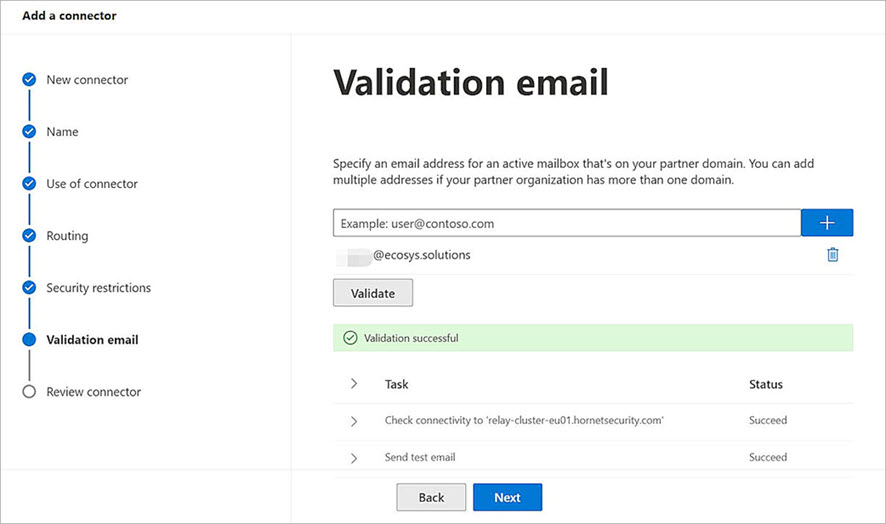 Add a connector
New connector
Name
Use of connector
Routing
Security restrictions
Validation email
Review connector
Validation email
Specify an email address for an active mailbox that's on your partner domain. You can add
multiple addresses if your partner organization has more than one domain.
Example: user@contoso.com
@ecosys.solutions
Validate
Validation successful
Task Status
Check connectivity to 'relay-cluster-eu01.hornetsecurity.com' Succeed
Send test email Succeed
Back Next